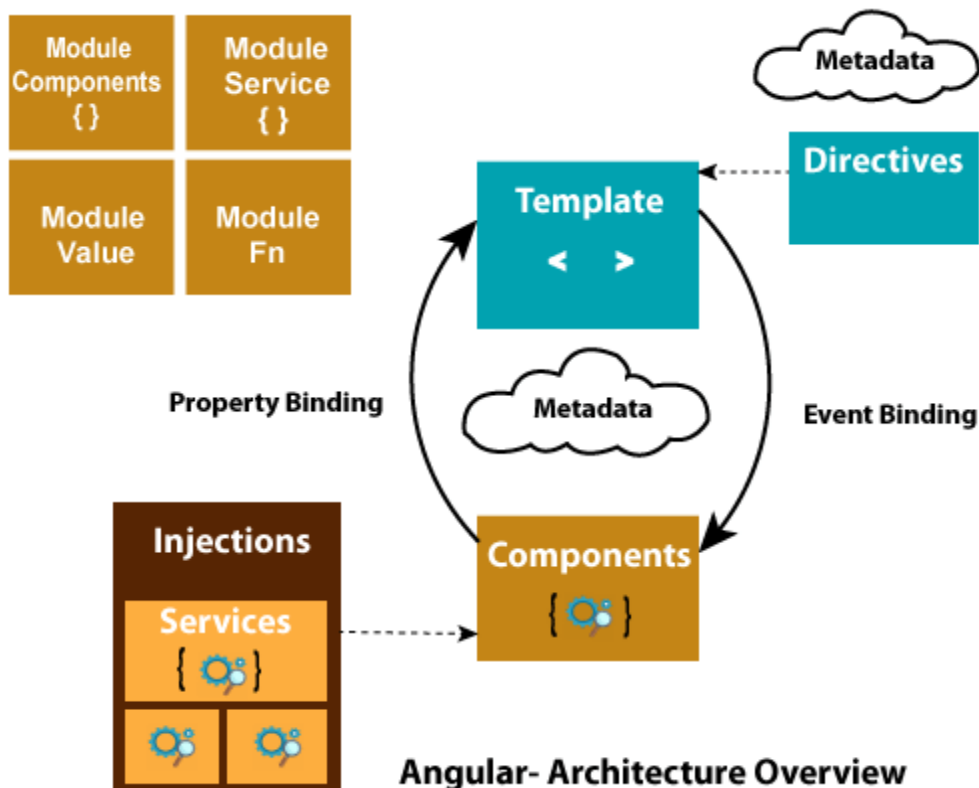 Module
Components
{ }
Module
Service
{ }
Module
Value
Module
Fn
Metadata
Directives
Template
< >
Property Binding
Metadata
Event Binding
Injections
Services
{ }
Components
{ }
Angular- Architecture Overview